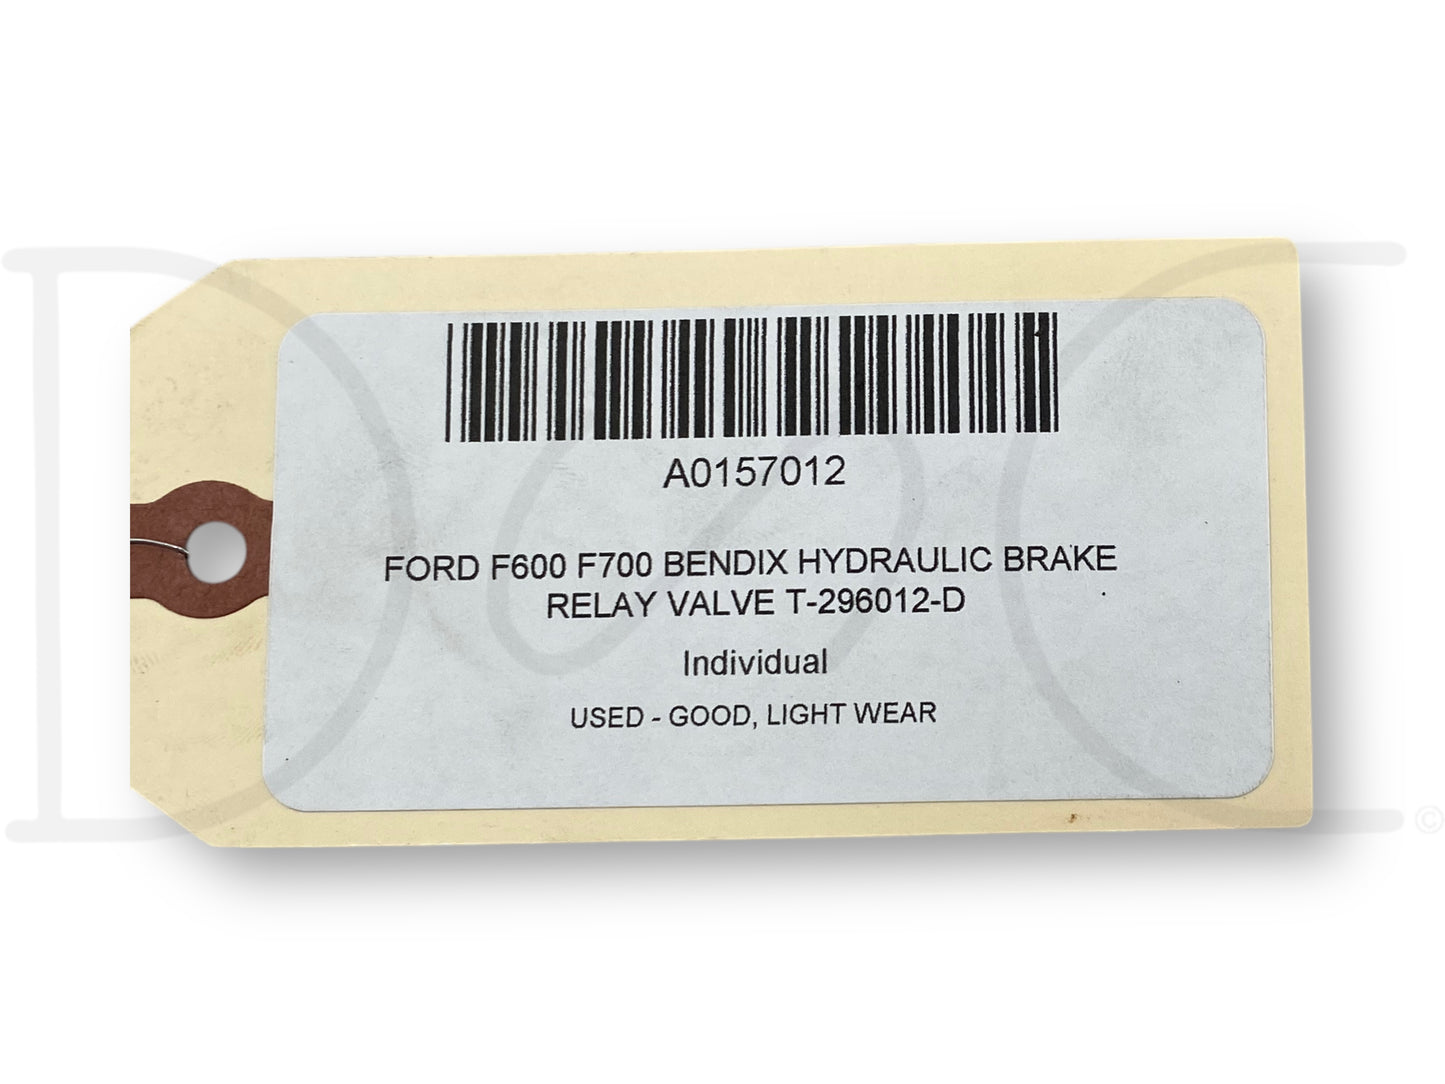 A0157012
FORD F600 F700 BENDIX HYDRAULIC BRAKE
RELAY VALVE T-296012-D
Individual
USED - GOOD, LIGHT WEAR
©